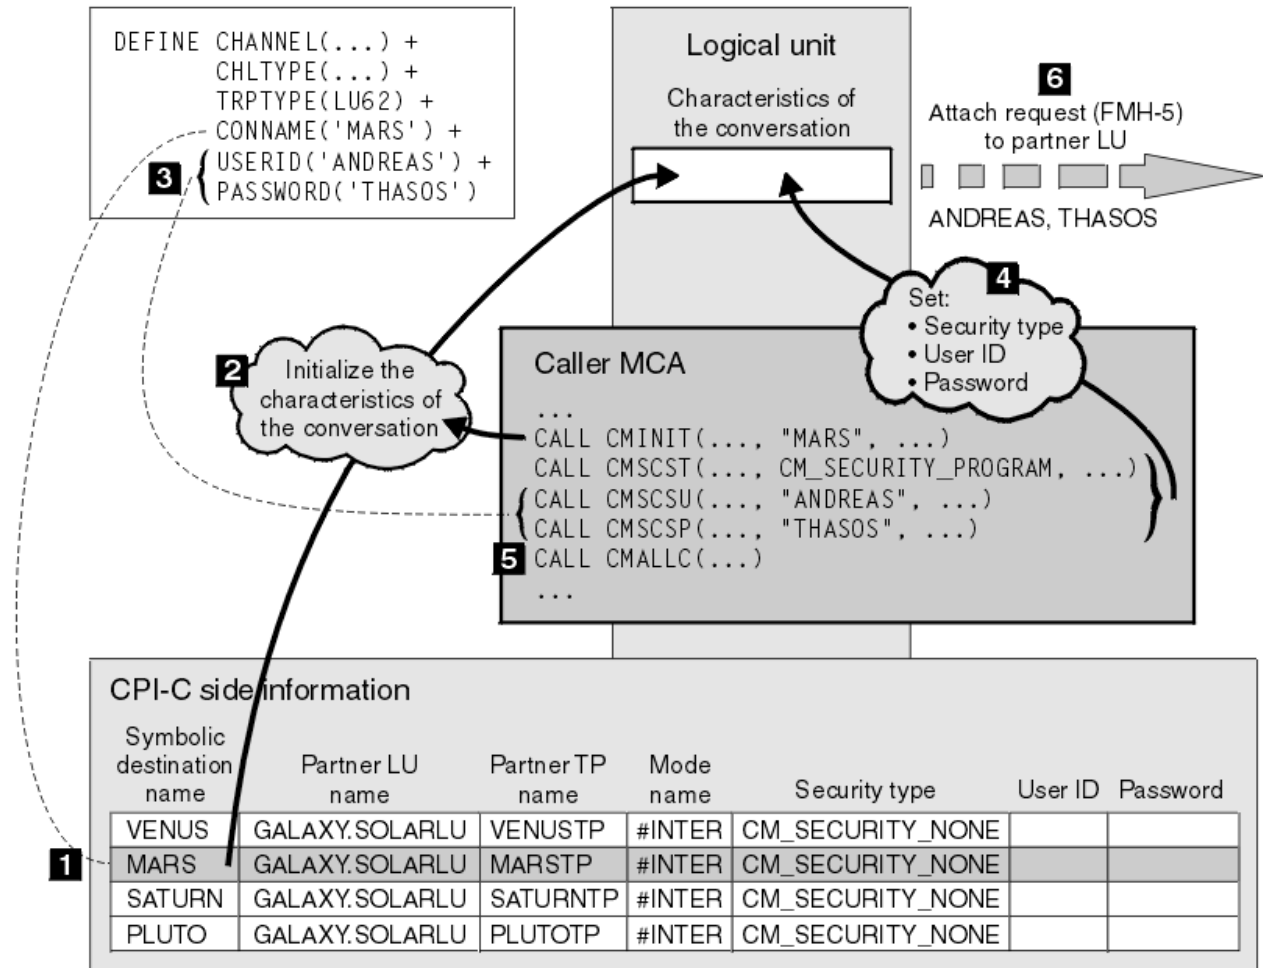 DEFINE CHANNEL(...) +
CHLTYPE(...) +
TRPTYPE(LU62) +
CONNAME('MARS') +
3
USERID('ANDREAS') +
PASSWORD('THASOS')
Logical unit
Characteristics of
the conversation
6
Attach request (FMH-5)
to partner LU
ANDREAS, THASOS
4
Set:
• Security type
• User ID
• Password
2
Initialize the
characteristics of
the conversation
Caller MCA
...
CALL CMINIT(..., "MARS", ...)
CALL CMSCST(..., CM_SECURITY_PROGRAM, ...)
CALL CMSCSU(..., "ANDREAS", ...)
CALL CMSCSP(..., "THASOS", ...)
5 CALL CMALLC(...)
...
CPI-C side information
Symbolic
destination
name
Partner LU
name
Partner TP
name
Mode
name
Security type
User ID
Password
VENUS GALAXY.SOLARLU VENUSTP #INTER CM_SECURITY_NONE
1 MARS GALAXY.SOLARLU MARSTP #INTER CM_SECURITY_NONE
SATURN GALAXY.SOLARLU SATURNTP #INTER CM_SECURITY_NONE
PLUTO GALAXY.SOLARLU PLUTOTP #INTER CM_SECURITY_NONE